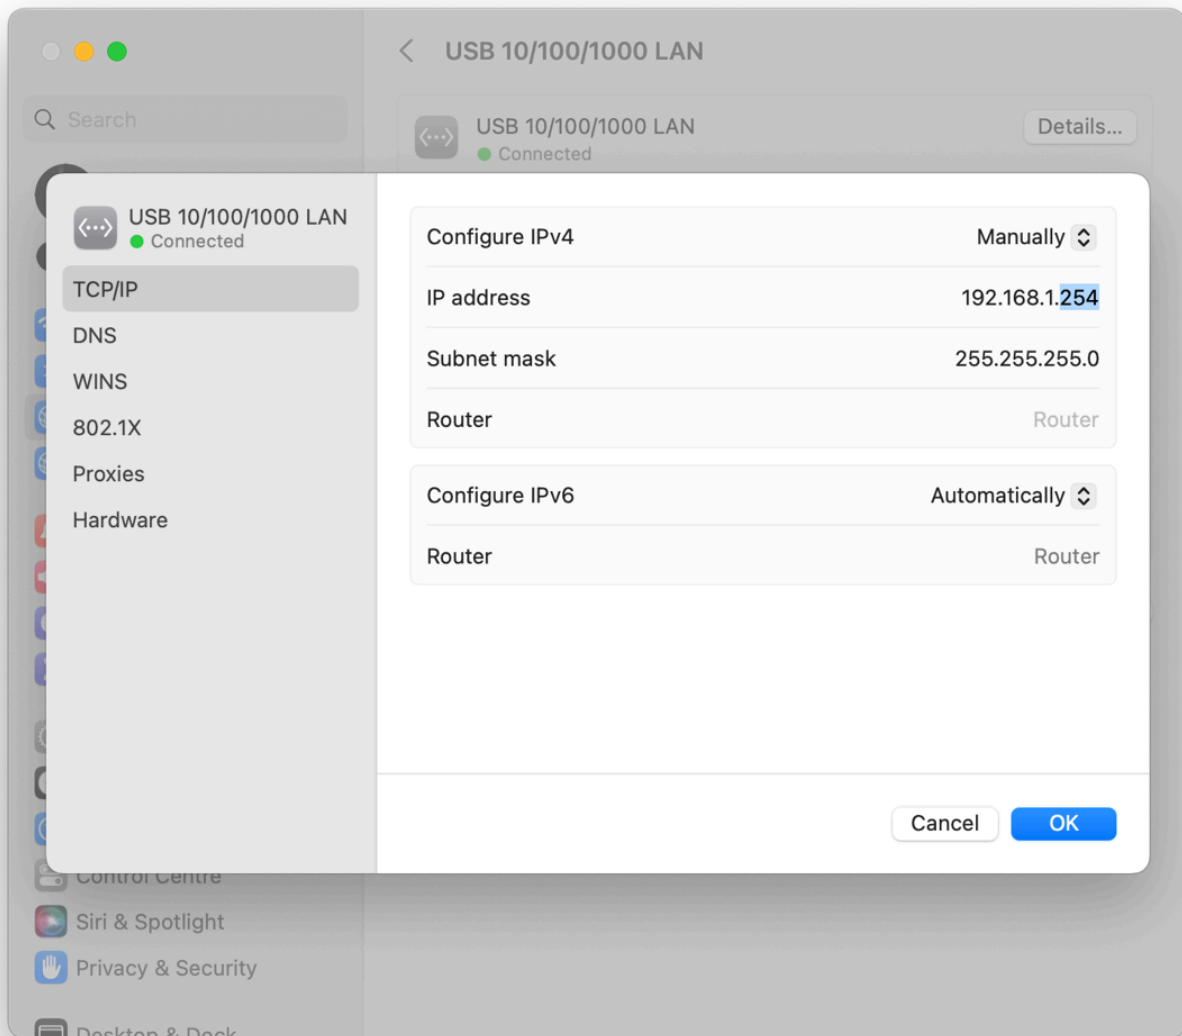 USB 10/100/1000 LAN
Search
USB 10/100/1000 LAN
Details...
Connected
USB 10/100/1000 LAN
Connected
TCP/IP
DNS
WINS
802.1X
Proxies
Hardware
Configure IPv4 Manually
IP address 192.168.1.254
Subnet mask 255.255.255.0
Router Router
Configure IPv6 Automatically
Router Router
Cancel OK
Control Centre
Siri & Spotlight
Privacy & Security
Desktop & Dock